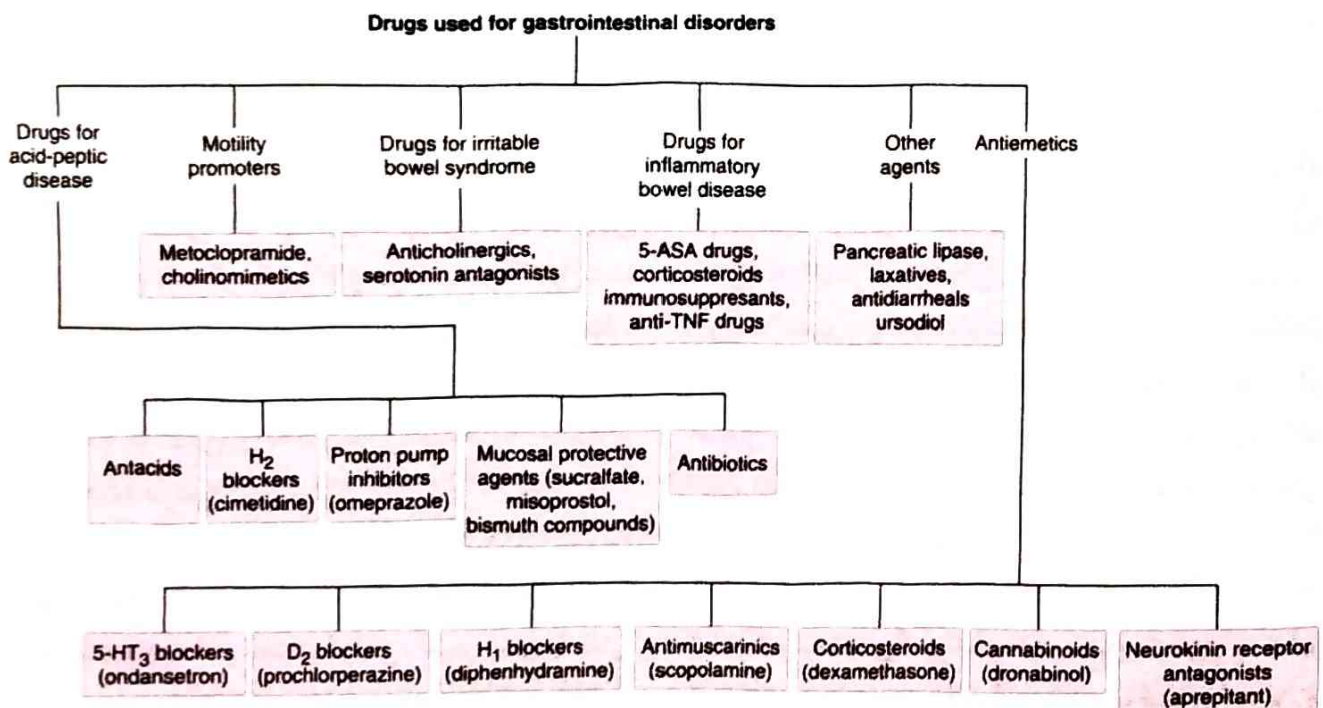 Drugs used for gastrointestinal disorders
Drugs for
acid-peptic
disease
Motility
promoters
Drugs for irritable
bowel syndrome
Drugs for
inflammatory
bowel disease
Other
agents
Antiemetics
Metoclopramide,
cholinomimetics
Anticholinergics,
serotonin antagonists
5-ASA drugs,
corticosteroids
immunosuppresants,
anti-TNF drugs
Pancreatic lipase,
laxatives,
antidiarrheals
ursodiol
Antacids
H₂
blockers
(cimetidine)
Proton pump
inhibitors
(omeprazole)
Mucosal protective
agents (sucralfate,
misoprostol,
bismuth compounds)
Antibiotics
5-HT₃ blockers
(ondansetron)
D₂ blockers
(prochlorperazine)
H₁ blockers
(diphenhydramine)
Antimuscarinics
(scopolamine)
Corticosteroids
(dexamethasone)
Cannabinoids
(dronabinol)
Neurokinin receptor
antagonists
(aprepitant)